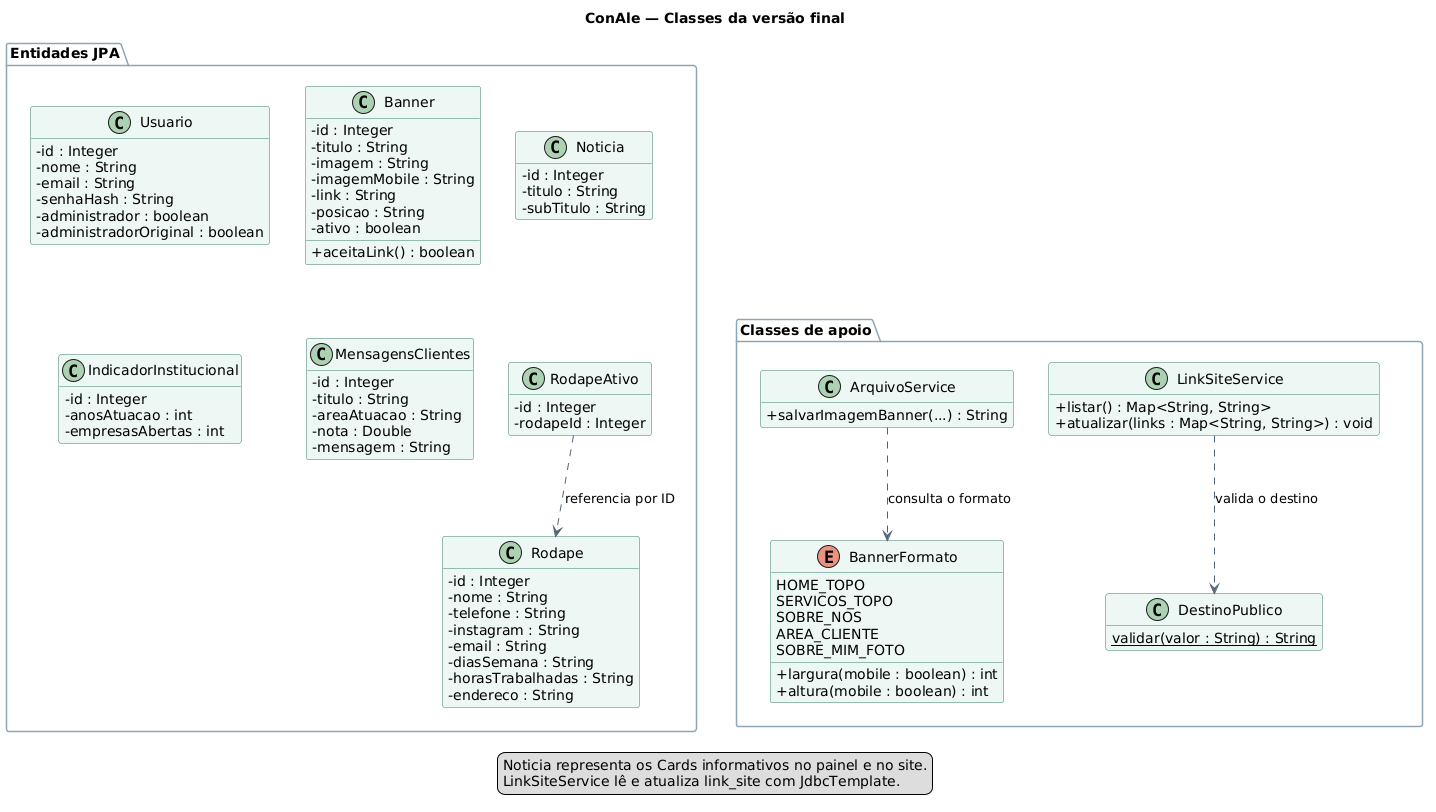 ConAle — Classes da versão final
Entidades JPA
C Usuario
-id : Integer
-nome : String
-email : String
-senhaHash : String
-administrador : boolean
-administradorOriginal : boolean
C Banner
-id : Integer
-titulo : String
-imagem : String
-imagemMobile : String
-link : String
-posicao : String
-ativo : boolean
+aceitaLink() : boolean
C Noticia
-id : Integer
-titulo : String
-subTitulo : String
C IndicadorInstitucional
-id : Integer
-anosAtuacao : int
-empresasAbertas : int
C MensagensClientes
-id : Integer
-titulo : String
-areaAtuacao : String
-nota : Double
-mensagem : String
C RodapeAtivo
-id : Integer
-rodapeId : Integer
referencia por ID
C Rodape
-id : Integer
-nome : String
-telefone : String
-instagram : String
-email : String
-diasSemana : String
-horasTrabalhadas : String
-endereco : String
Classes de apoio
C ArquivoService
+salvarImagemBanner(...) : String
consulta o formato
E BannerFormato
HOME_TOPO
SERVICOS_TOPO
SOBRE_NOS
AREA_CLIENTE
SOBRE_MIM_FOTO
+largura(mobile : boolean) : int
+altura(mobile : boolean) : int
C LinkSiteService
+listar() : Map<String, String>
+atualizar(links : Map<String, String>) : void
valida o destino
C DestinoPublico
validar(valor : String) : String
Noticia representa os Cards informativos no painel e no site.
LinkSiteService lê e atualiza link_site com JdbcTemplate.